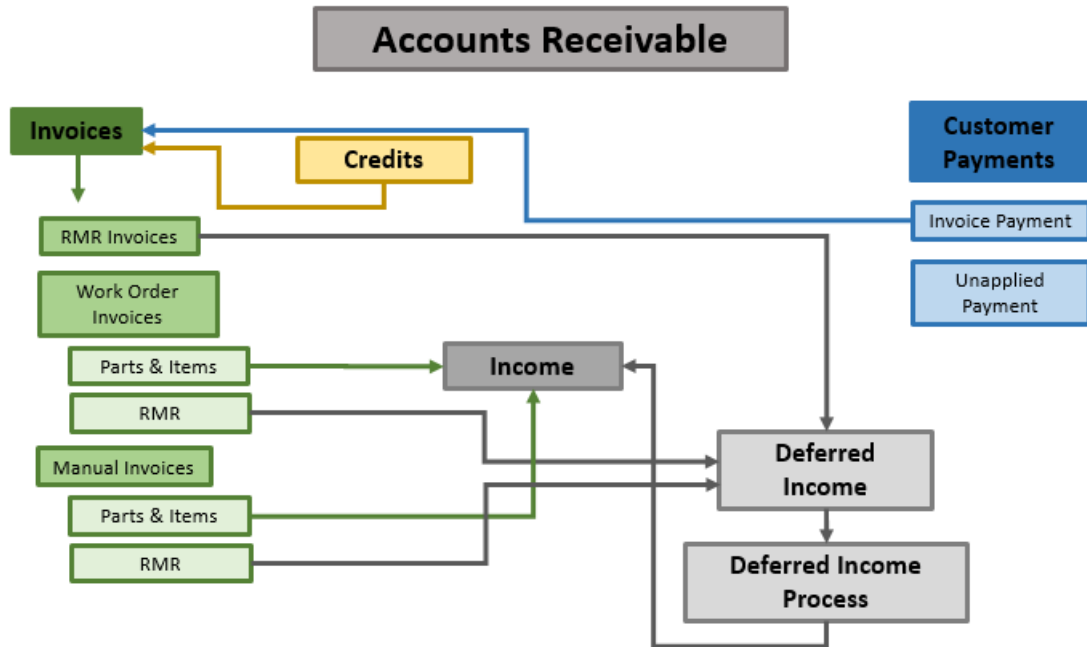 Accounts Receivable
Invoices
Credits
Customer
Payments
RMR Invoices
Invoice Payment
Work Order
Invoices
Unapplied
Payment
Parts & Items
Income
RMR
Manual Invoices
Deferred
Income
Parts & Items
RMR
Deferred Income
Process